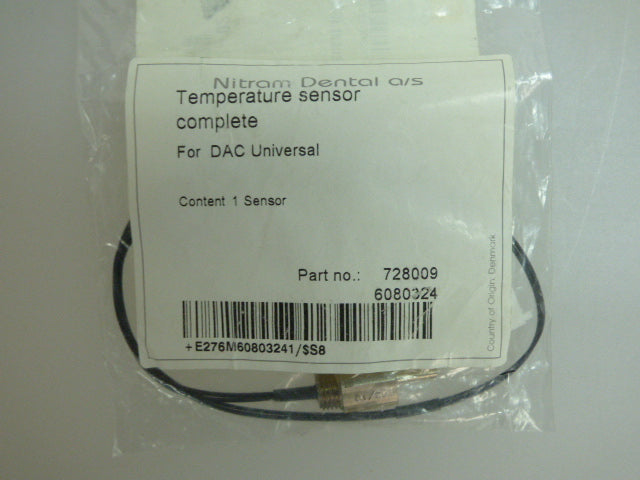 Nitram Dental a/s
Temperature sensor
complete
For DAC Universal
Content 1 Sensor
Part no.: 728009
6080324
+E276M60803241/$S8
Country of Origin: Denmark